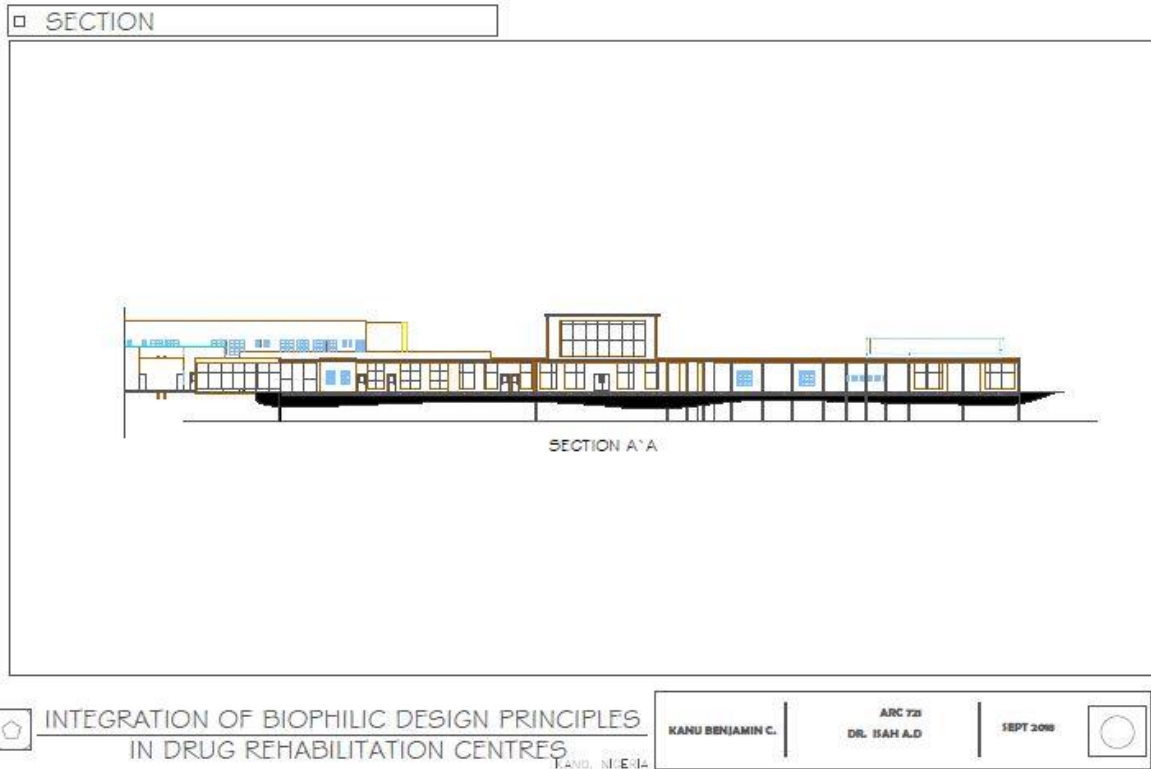 SECTION
SECTION A`A
INTEGRATION OF BIOPHILIC DESIGN PRINCIPLES
IN DRUG REHABILITATION CENTRES
KANO, NIGERIA
KANU BENJAMIN C.
ARC 721
DR. ISAH A.D
SEPT 2018